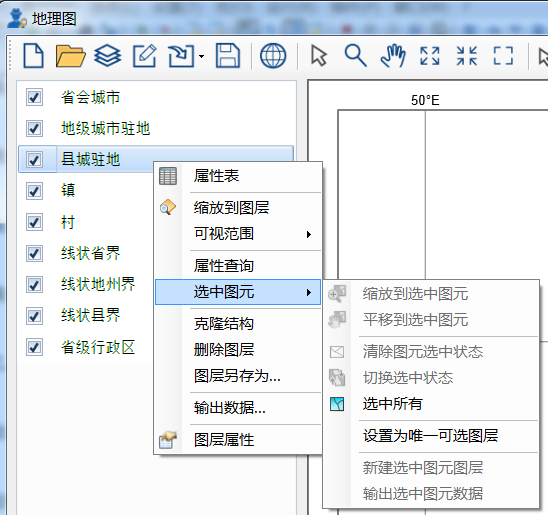 地理图
50°E
省会城市
地级城市驻地
县城驻地
镇
村
线状省界
线状地州界
线状县界
省级行政区
属性表
缩放到图层
可视范围
属性查询
选中图元
克隆结构
删除图层
图层另存为...
输出数据...
图层属性
缩放到选中图元
平移到选中图元
清除图元选中状态
切换选中状态
选中所有
设置为唯一可选图层
新建选中图元图层
输出选中图元数据